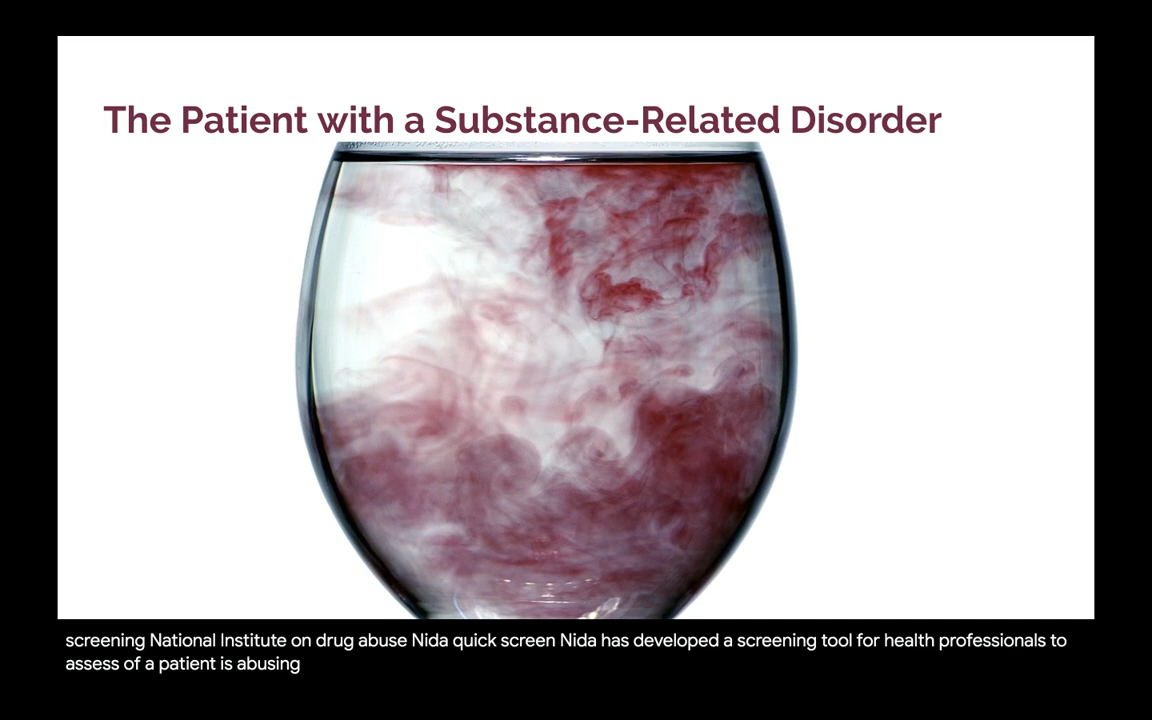 The Patient with a Substance-Related Disorder
screening National Institute on drug abuse Nida quick screen Nida has developed a screening tool for health professionals to
assess of a patient is abusing